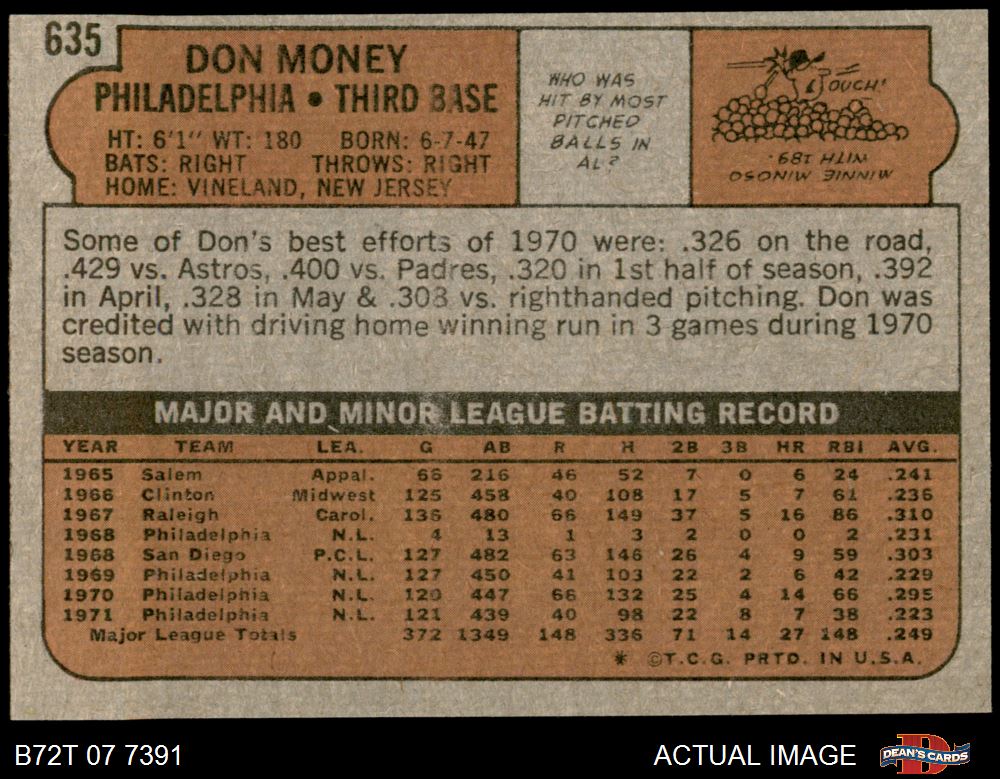 635
DON MONEY
PHILADELPHIA • THIRD BASE
HT: 6'1" WT: 180 BORN: 6-7-47
BATS: RIGHT THROWS: RIGHT
HOME: VINELAND, NEW JERSEY
WHO WAS
HIT BY MOST
PITCHED
BALLS IN
AL?
OUCH!
MINNIE MINOSO
WITH 189.
Some of Don's best efforts of 1970 were: .326 on the road,
.429 vs. Astros, .400 vs. Padres, .320 in 1st half of season, .392
in April, .328 in May & .303 vs. righthanded pitching. Don was
credited with driving home winning run in 3 games during 1970
season.
MAJOR AND MINOR LEAGUE BATTING RECORD
YEAR TEAM LEA. G AB R H 2B 3B HR RBI AVG.
1965 Salem Appal. 66 216 46 52 7 0 6 24 .241
1966 Clinton Midwest 125 458 40 108 17 5 7 61 .236
1967 Raleigh Carol. 136 480 66 149 37 5 16 86 .310
1968 Philadelphia N.L. 4 13 1 3 2 0 0 2 .231
1968 San Diego P.C.L. 127 482 63 146 26 4 9 59 .303
1969 Philadelphia N.L. 127 450 41 103 22 2 6 42 .229
1970 Philadelphia N.L. 120 447 66 132 25 4 14 66 .295
1971 Philadelphia N.L. 121 439 40 98 22 8 7 38 .223
Major League Totals 372 1349 148 336 71 14 27 148 .249
* ©T.C.G. PRTD. IN U.S.A.
B72T 07 7391
ACTUAL IMAGE
DEAN'S CARDS